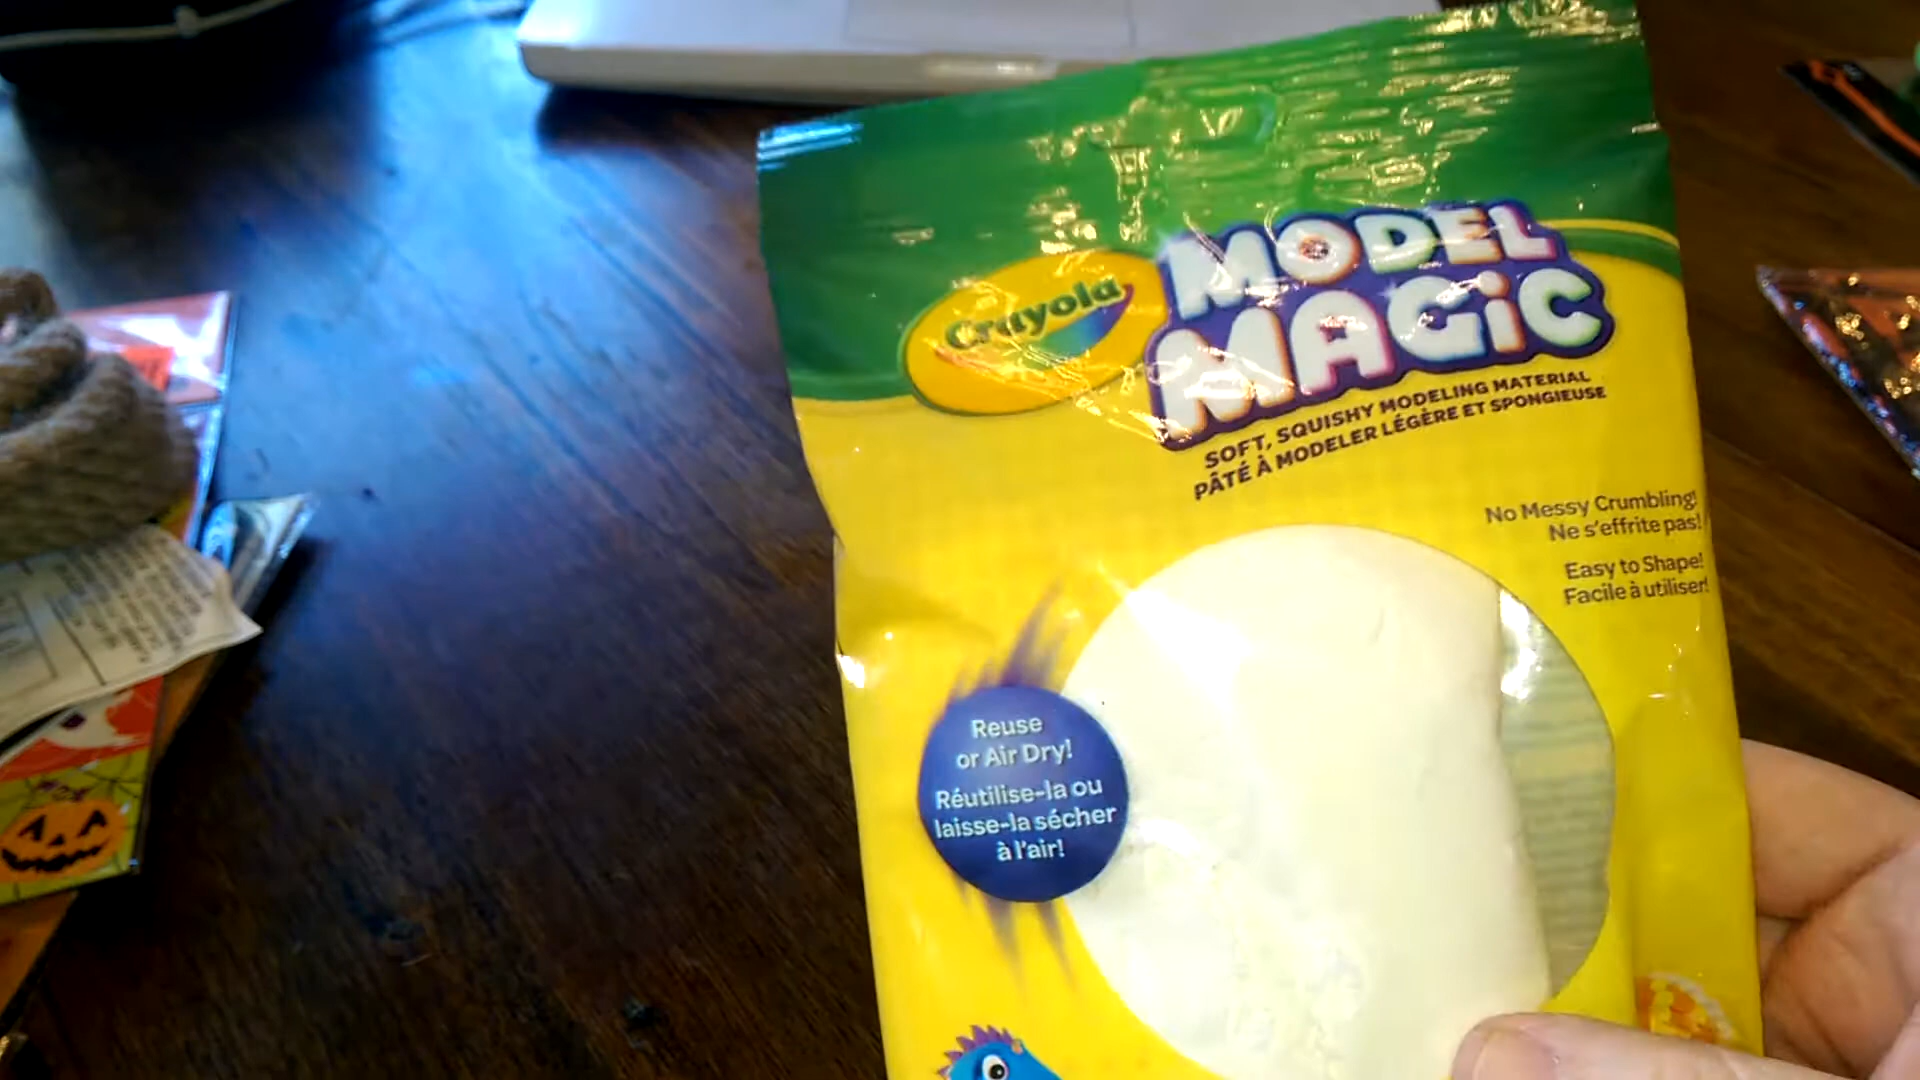 Crayola
MODEL
MAGiC
SOFT, SQUISHY MODELING MATERIAL
PÂTÉ À MODELER LÉGÈRE ET SPONGIEUSE
No Messy Crumbling!
Ne s'effrite pas!
Easy to Shape!
Facile à utiliser!
Reuse
or Air Dry!
Réutilise-la ou
laisse-la sécher
à l'air!